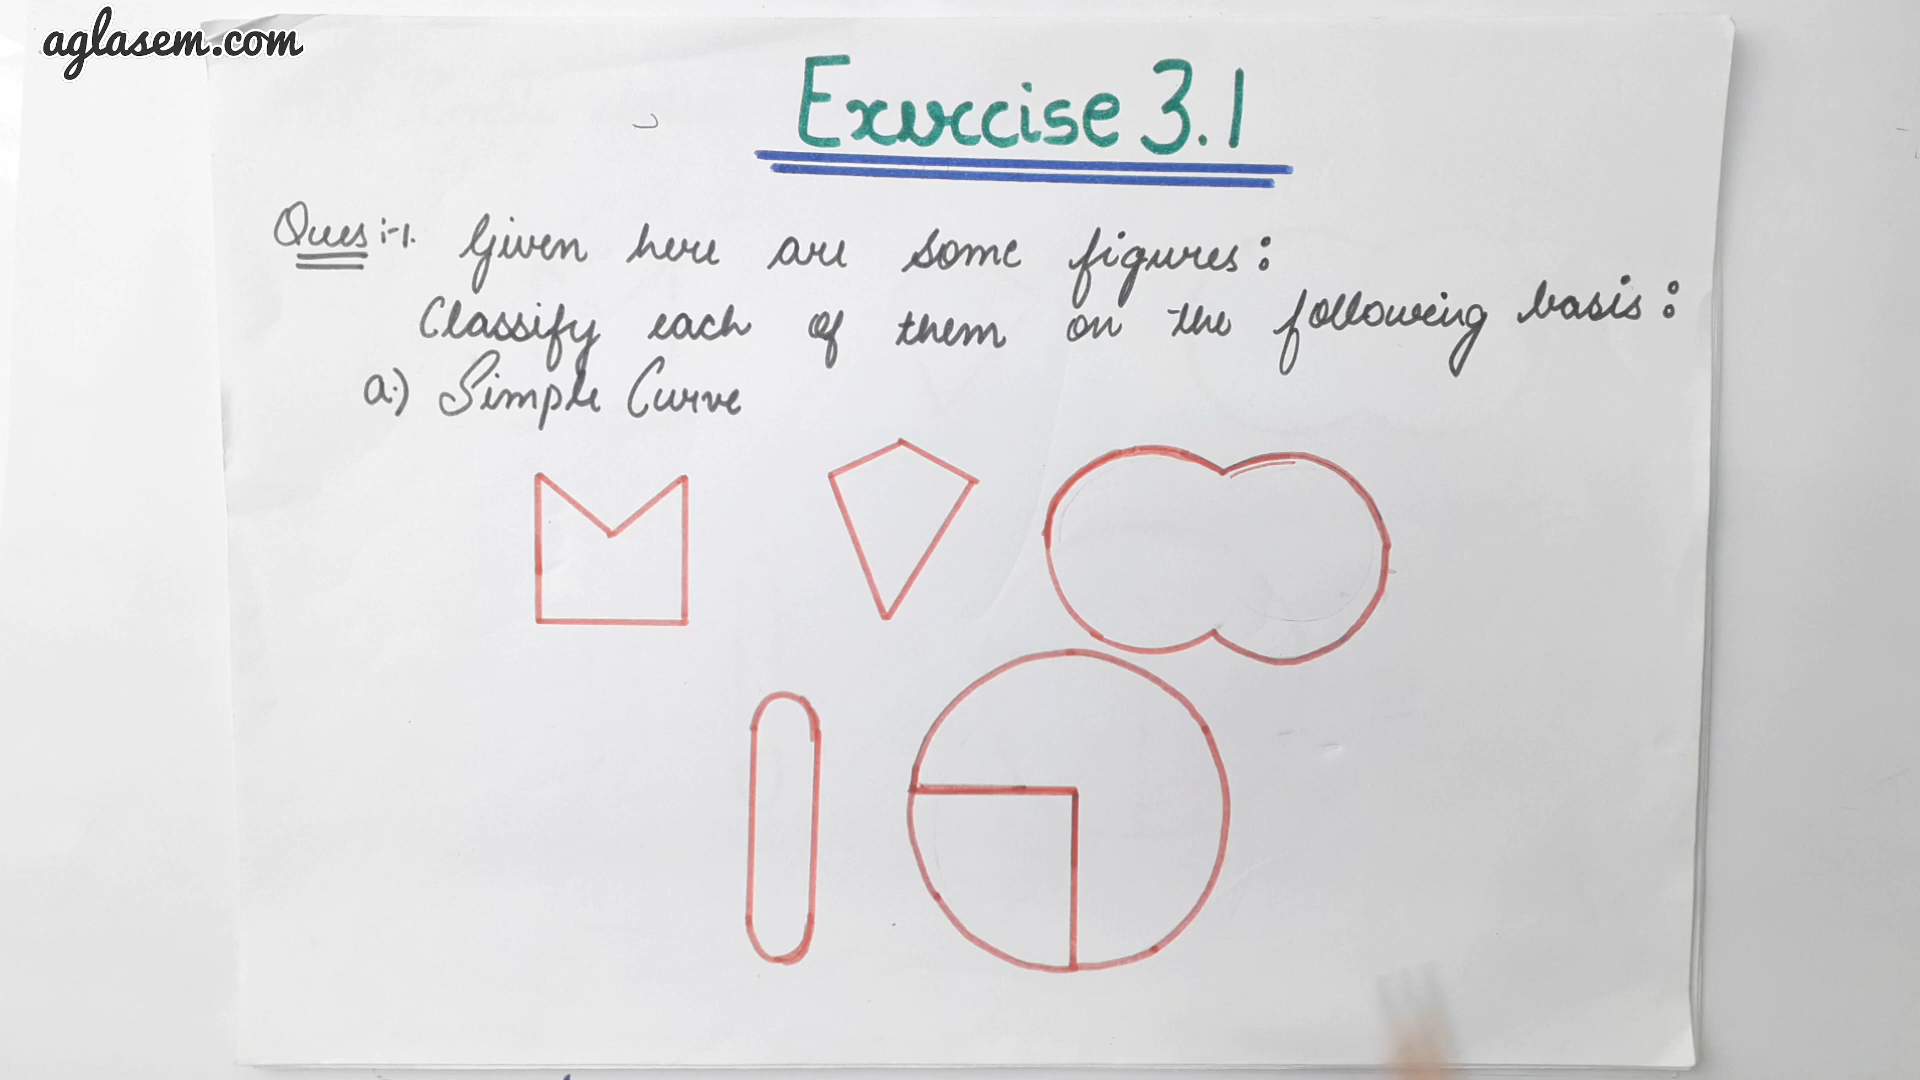 aglasem.com
Exercise 3.1
Ques:-1. Given here are some figures:
Classify each of them on the following basis:
a.) Simple Curve